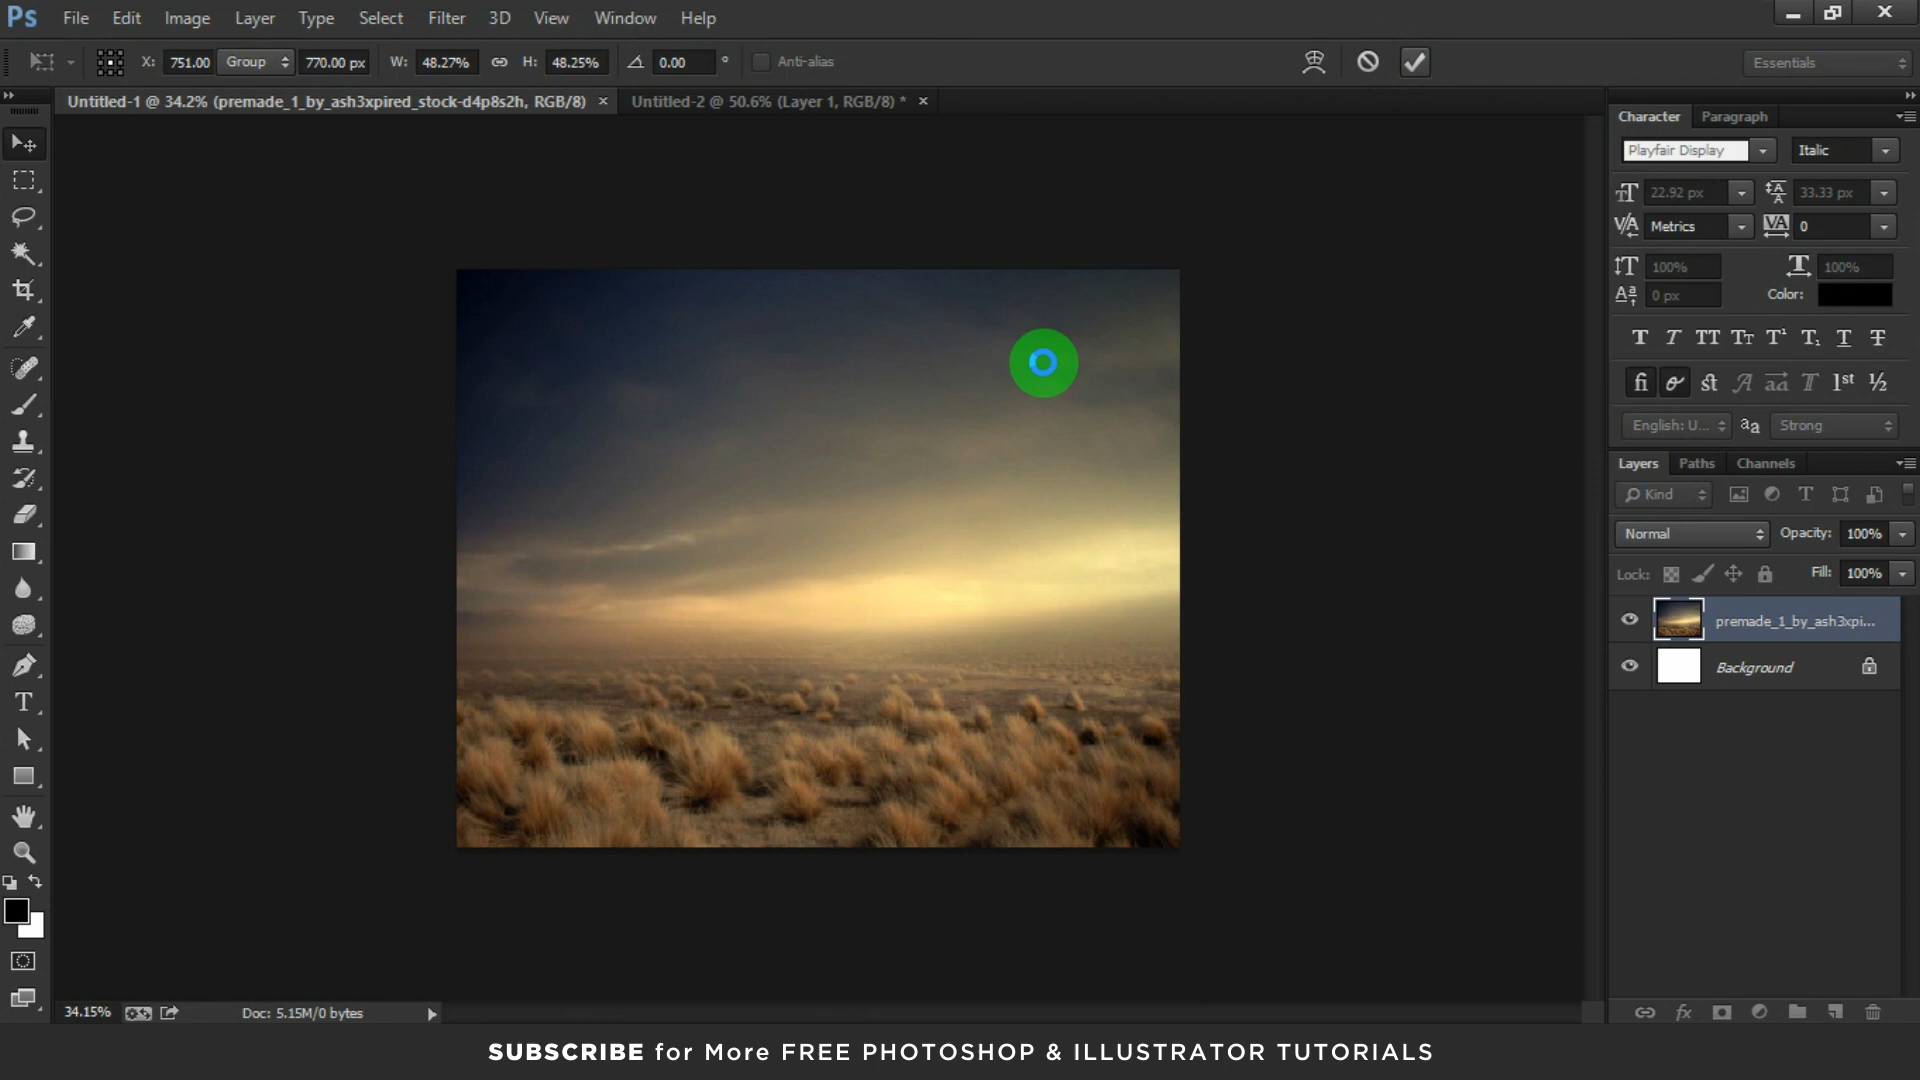 Ps File Edit Image Layer Type Select Filter 3D View Window Help
X: 751.00 Group 770.00 px W: 48.27% H: 48.25% 0.00 ° Anti-alias Essentials
Untitled-1 @ 34.2% (premade_1_by_ash3xpired_stock-d4p8s2h, RGB/8) × Untitled-2 @ 50.6% (Layer 1, RGB/8) * ×
Character Paragraph
Playfair Display Italic
22.92 px 33.33 px
Metrics 0
100% 100%
0 px Color:
English: U... Strong
Layers Paths Channels
Kind
Normal Opacity: 100%
Lock: Fill: 100%
premade_1_by_ash3xpi...
Background
34.15% Doc: 5.15M/0 bytes
SUBSCRIBE for More FREE PHOTOSHOP & ILLUSTRATOR TUTORIALS